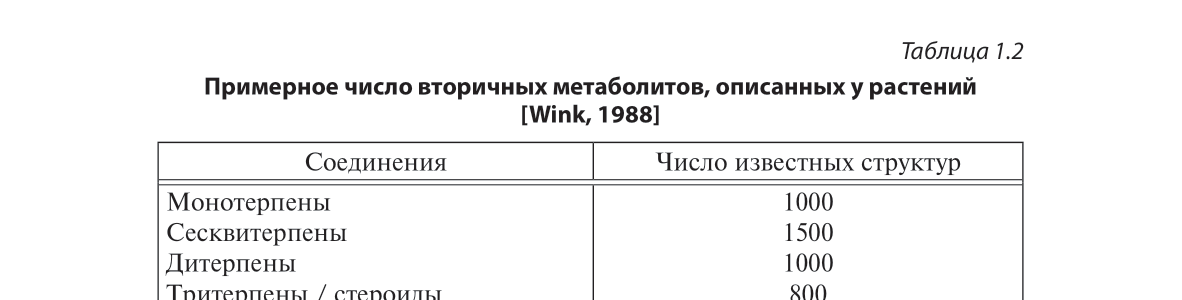 Таблица 1.2
Примерное число вторичных метаболитов, описанных у растений
[Wink, 1988]
Соединения Число известных структур
Монотерпены 1000
Сесквитерпены 1500
Дитерпены 1000
Тритерпены / стероиды 800